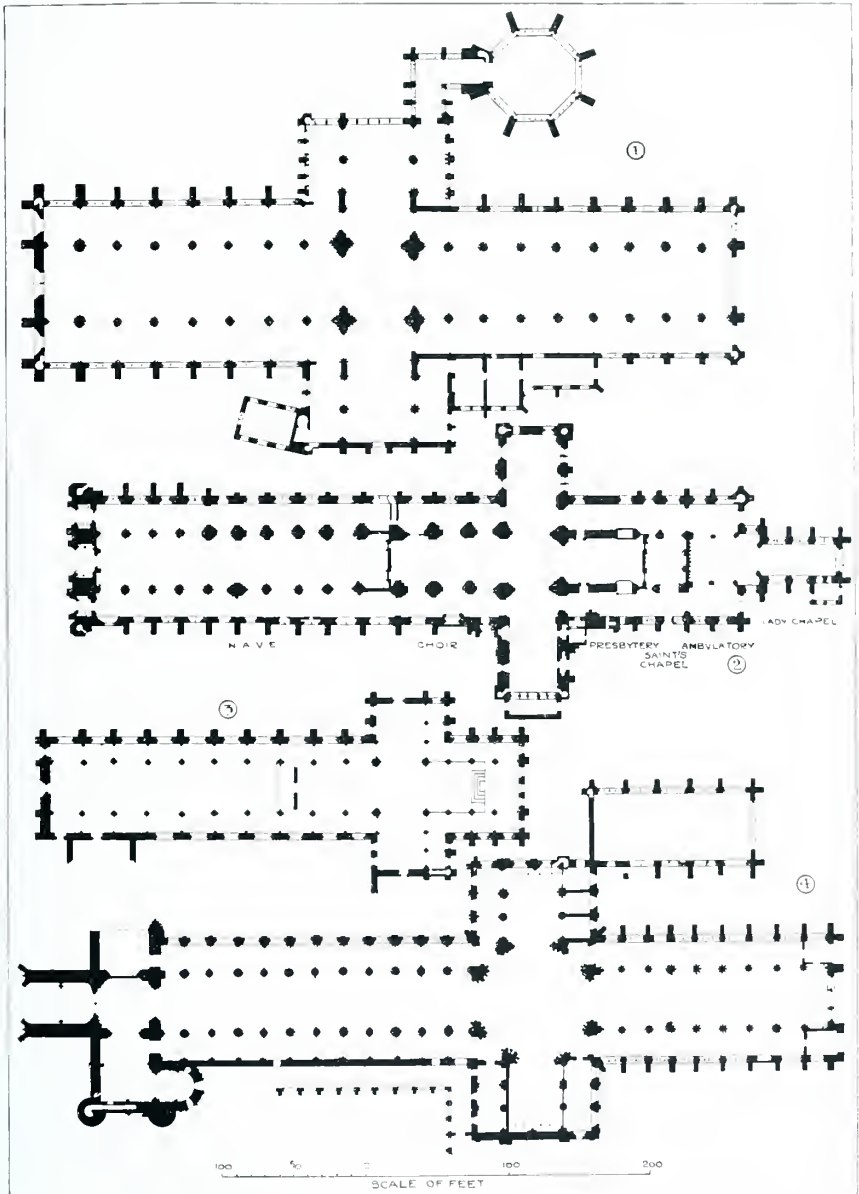 ①
NAVE CHOIR PRESBYTERY AMBVLATORY LADY CHAPEL
SAINT'S
CHAPEL ②
③
④
100 50 0 100 200
SCALE OF FEET